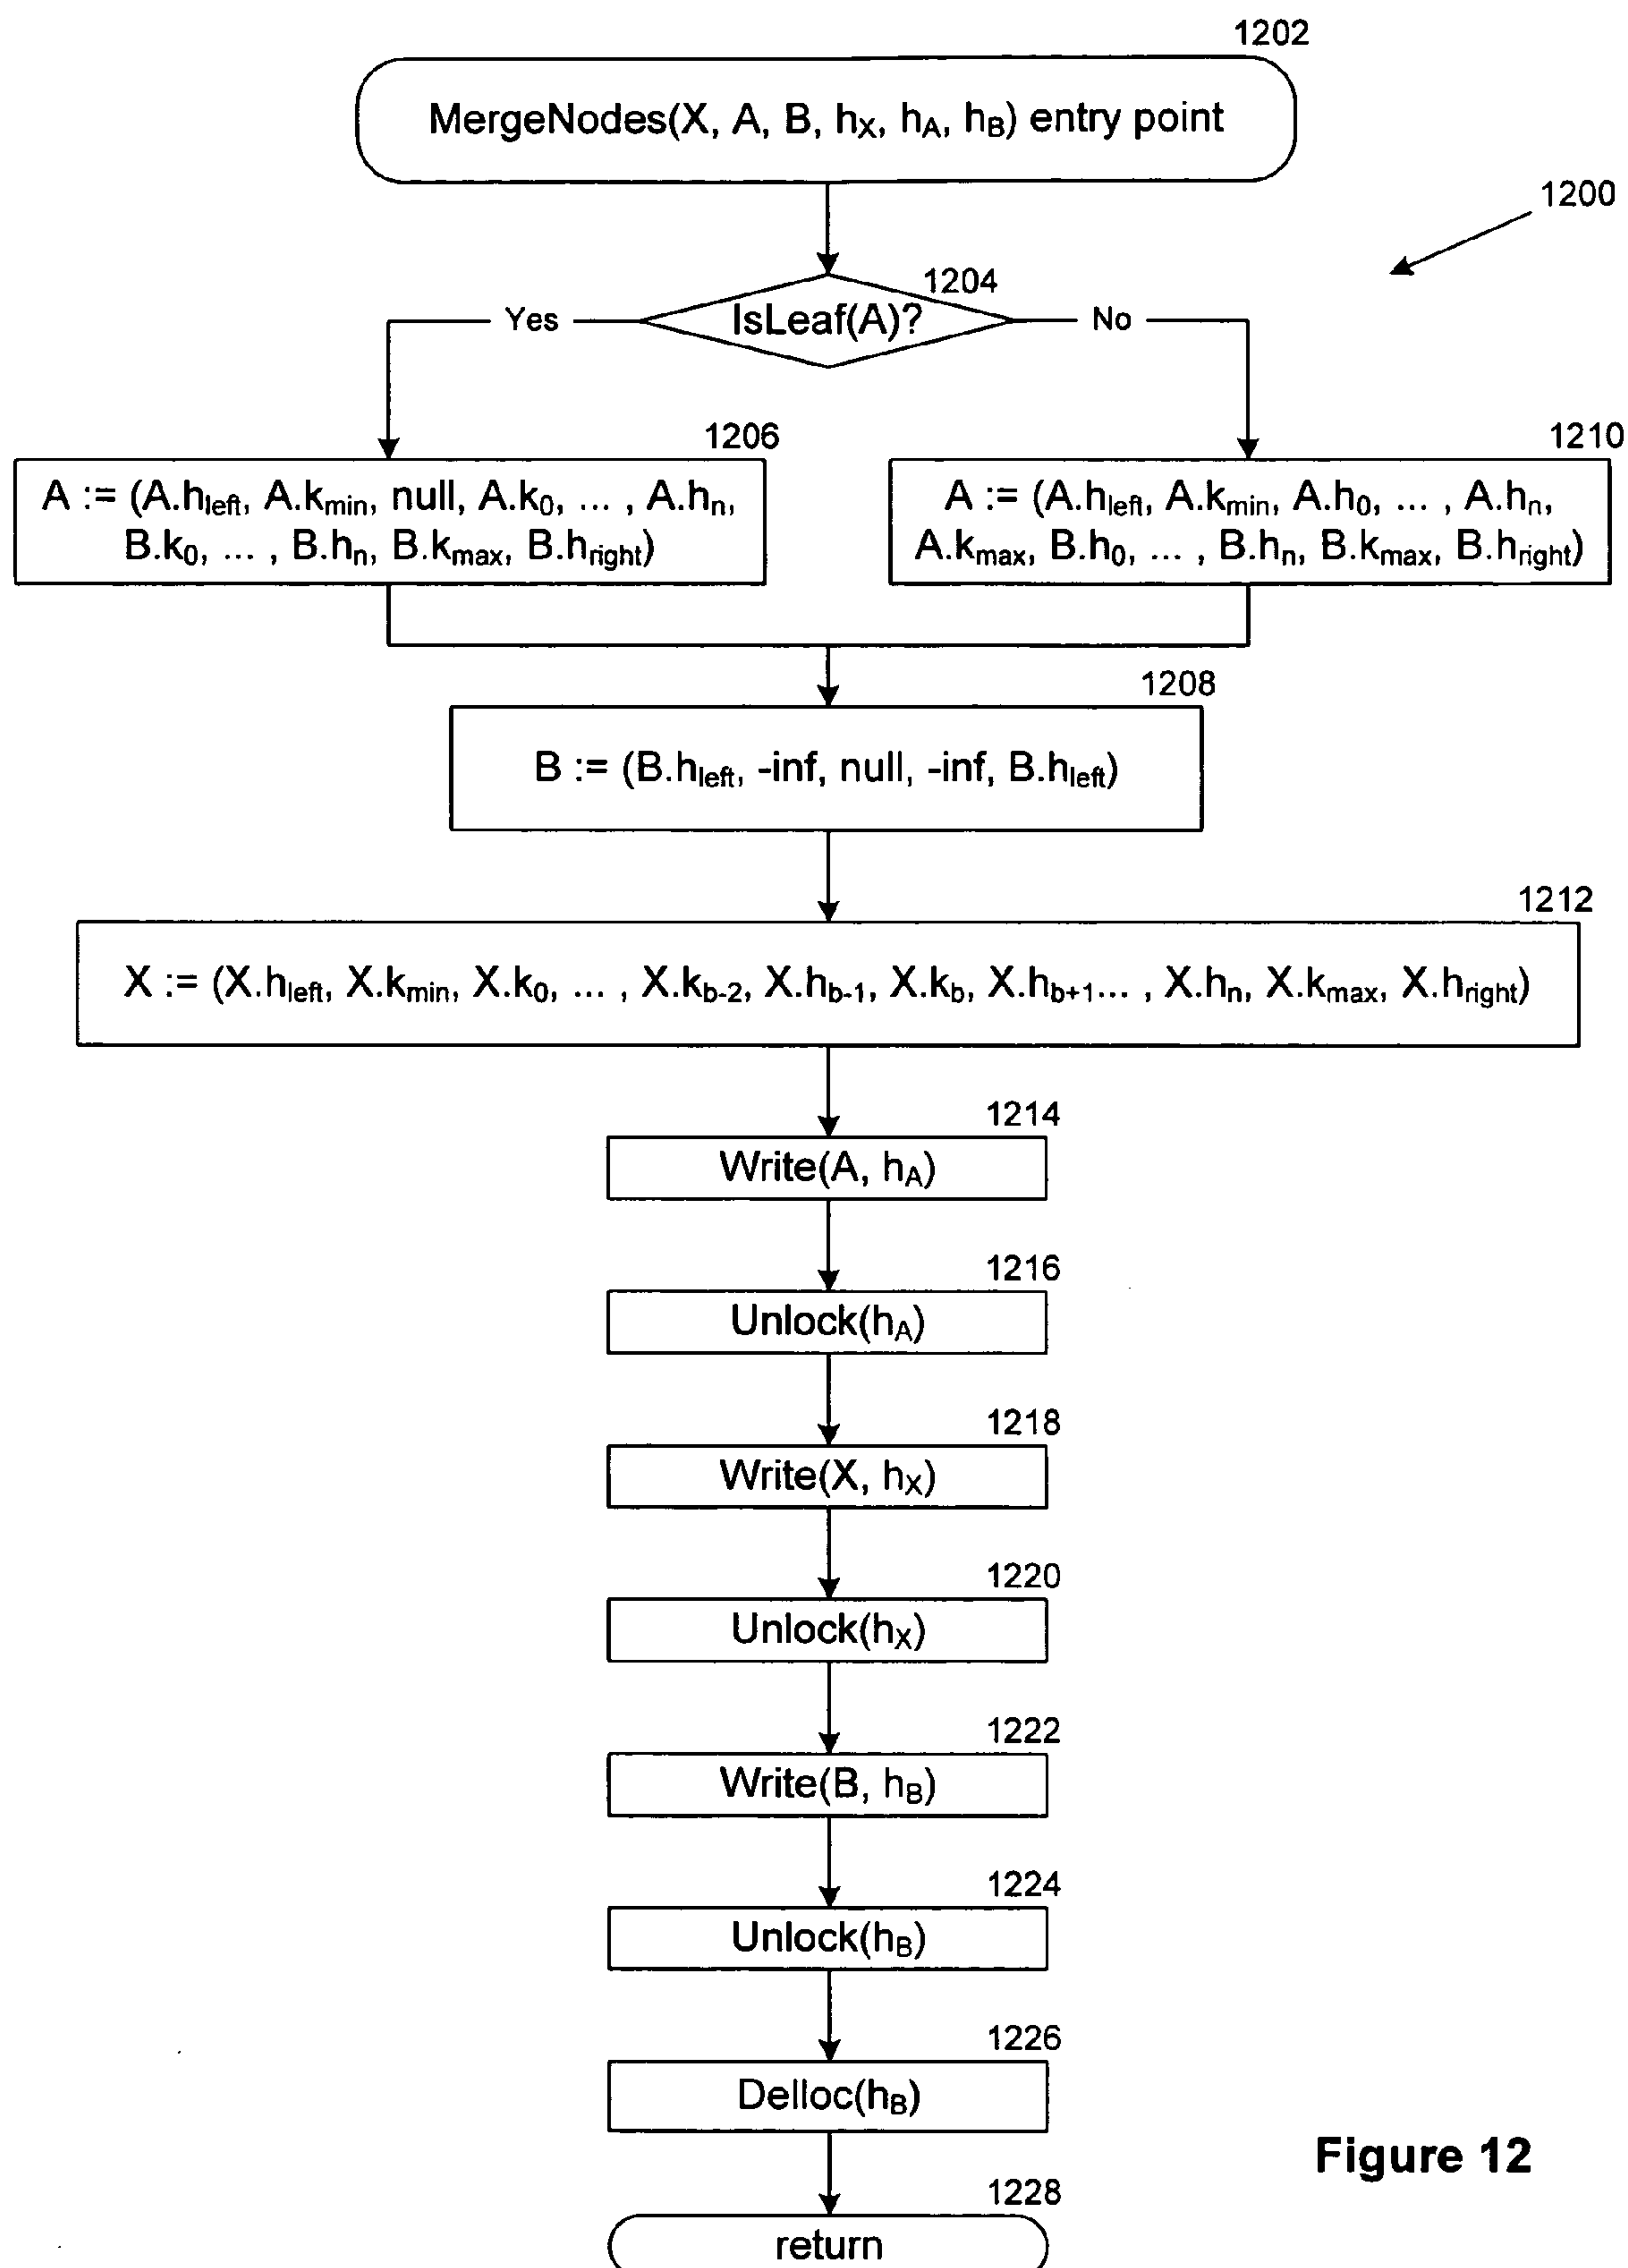 1202
MergeNodes(X, A, B, hX, hA, hB) entry point
1200
1204
Yes
IsLeaf(A)?
No
1206
A := (A.hleft, A.kmin, null, A.k0, ... , A.hn,
B.k0, ... , B.hn, B.kmax, B.hright)
1210
A := (A.hleft, A.kmin, A.h0, ... , A.hn,
A.kmax, B.h0, ... , B.hn, B.kmax, B.hright)
1208
B := (B.hleft, -inf, null, -inf, B.hleft)
1212
X := (X.hleft, X.kmin, X.k0, ... , X.kb-2, X.hb-1, X.kb, X.hb+1... , X.hn, X.kmax, X.hright)
1214
Write(A, hA)
1216
Unlock(hA)
1218
Write(X, hX)
1220
Unlock(hX)
1222
Write(B, hB)
1224
Unlock(hB)
1226
Delloc(hB)
1228
return
Figure 12